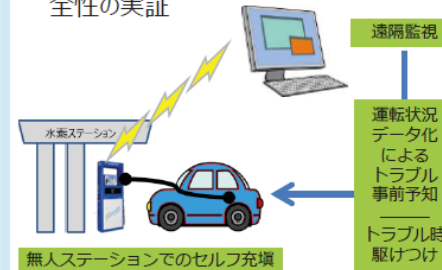 全性の実証
遠隔監視
水素ステーション
運転状況
データ化
による
トラブル
事前予知
トラブル時
駆けつけ
無人ステーションでのセルフ充塡